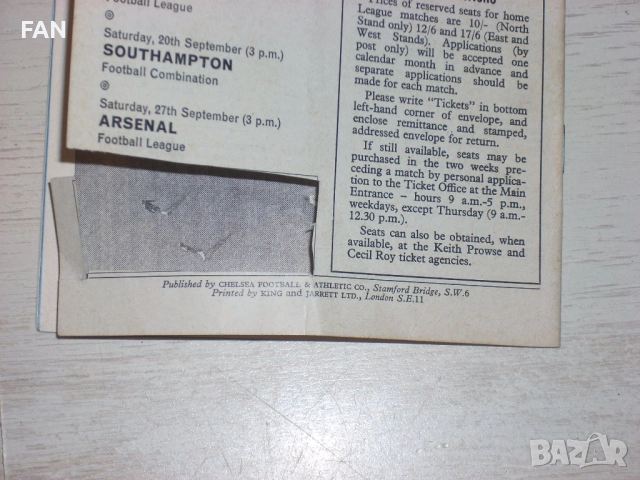 FAN
Football League
Saturday, 20th September (3 p.m.)
SOUTHAMPTON
Football Combination
Saturday, 27th September (3 p.m.)
ARSENAL
Football League
Prices of reserved seats for home
League matches are 10/- (North
Stand only) 12/6 and 17/6 (East and
West Stands). Applications (by
post only) will be accepted one
calendar month in advance and
separate applications should be
made for each match.
Please write "Tickets" in bottom
left-hand corner of envelope, and
enclose remittance and stamped,
addressed envelope for return.
If still available, seats may be
purchased in the two weeks pre-
ceding a match by personal applica-
tion to the Ticket Office at the Main
Entrance - hours 9 a.m.-5 p.m.,
weekdays, except Thursday (9 a.m.-
12.30 p.m.).
Seats can also be obtained, when
available, at the Keith Prowse and
Cecil Roy ticket agencies.
Published by CHELSEA FOOTBALL & ATHLETIC CO., Stamford Bridge, S.W.6
Printed by KING and JARRETT LTD., London S.E.11
BAZAR